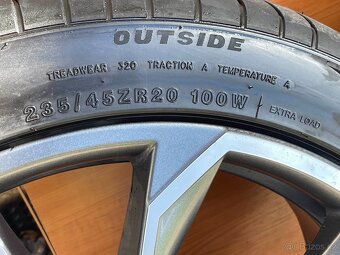 OUTSIDE
TREADWEAR 320 TRACTION A TEMPERATURE A
235/45ZR20 100W EXTRA LOAD